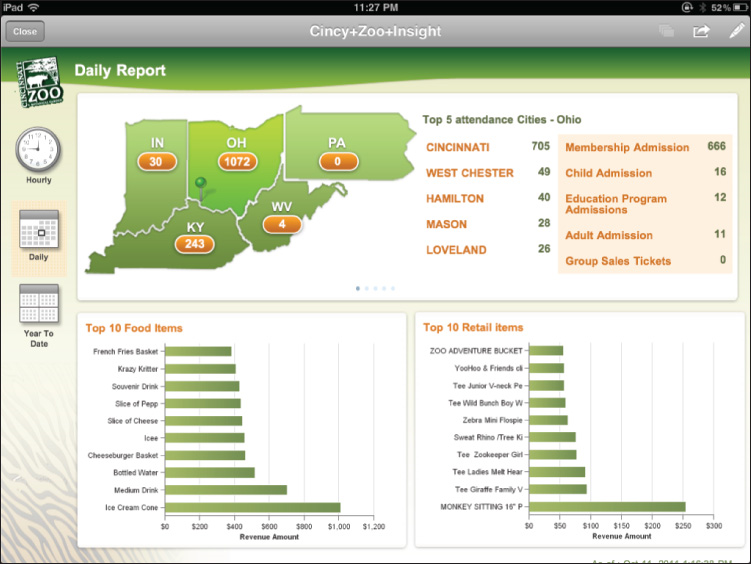 iPad
11:27 PM
52%
Close
Cincy+Zoo+Insight
CINCINNATI
ZOO
Daily Report
Hourly
Daily
Year To
Date
IN
30
OH
1072
PA
0
WV
4
KY
243
Top 5 attendance Cities - Ohio
CINCINNATI 705
WEST CHESTER 49
HAMILTON 40
MASON 28
LOVELAND 26
Membership Admission 666
Child Admission 16
Education Program 12
Admissions
Adult Admission 11
Group Sales Tickets 0
Top 10 Food Items
French Fries Basket
Krazy Kritter
Souvenir Drink
Slice of Pepp
Slice of Cheese
Icee
Cheeseburger Basket
Bottled Water
Medium Drink
Ice Cream Cone
$0 $200 $400 $600 $800 $1,000 $1,200
Revenue Amount
Top 10 Retail items
ZOO ADVENTURE BUCKET
YooHoo & Friends cli
Tee Junior V-neck Pe
Tee Wild Bunch Boy W
Zebra Mini Flospie
Sweat Rhino /Tree Ki
Tee Zookeeper Girl
Tee Ladies Melt Hear
Tee Giraffe Family V
MONKEY SITTING 16" P
$0 $50 $100 $150 $200 $250 $300
Revenue Amount